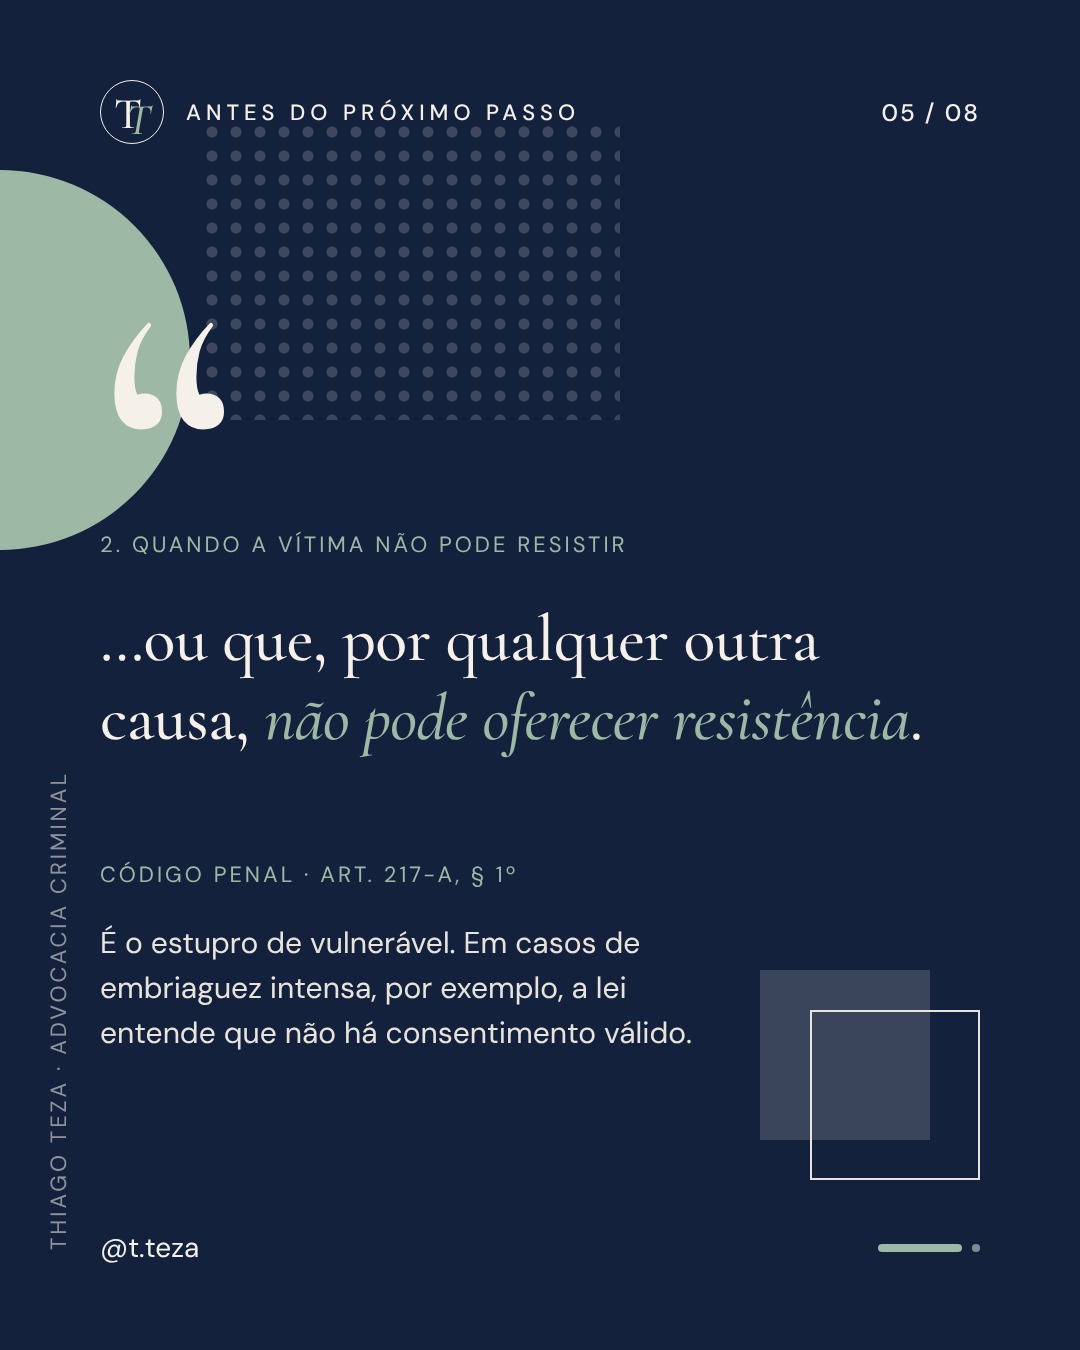 TT
ANTES DO PRÓXIMO PASSO
05 / 08
“
2. QUANDO A VÍTIMA NÃO PODE RESISTIR
...ou que, por qualquer outra
causa, não pode oferecer resistência.
CÓDIGO PENAL · ART. 217-A, § 1º
É o estupro de vulnerável. Em casos de
embriaguez intensa, por exemplo, a lei
entende que não há consentimento válido.
THIAGO TEZA · ADVOCACIA CRIMINAL
@t.teza